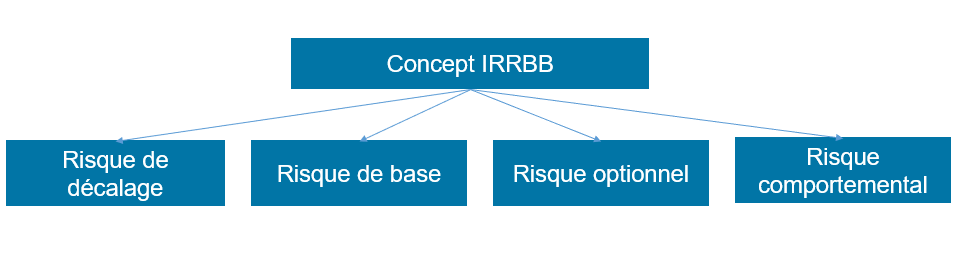 Concept IRRBB
Risque de
décalage
Risque de base
Risque optionnel
Risque
comportemental